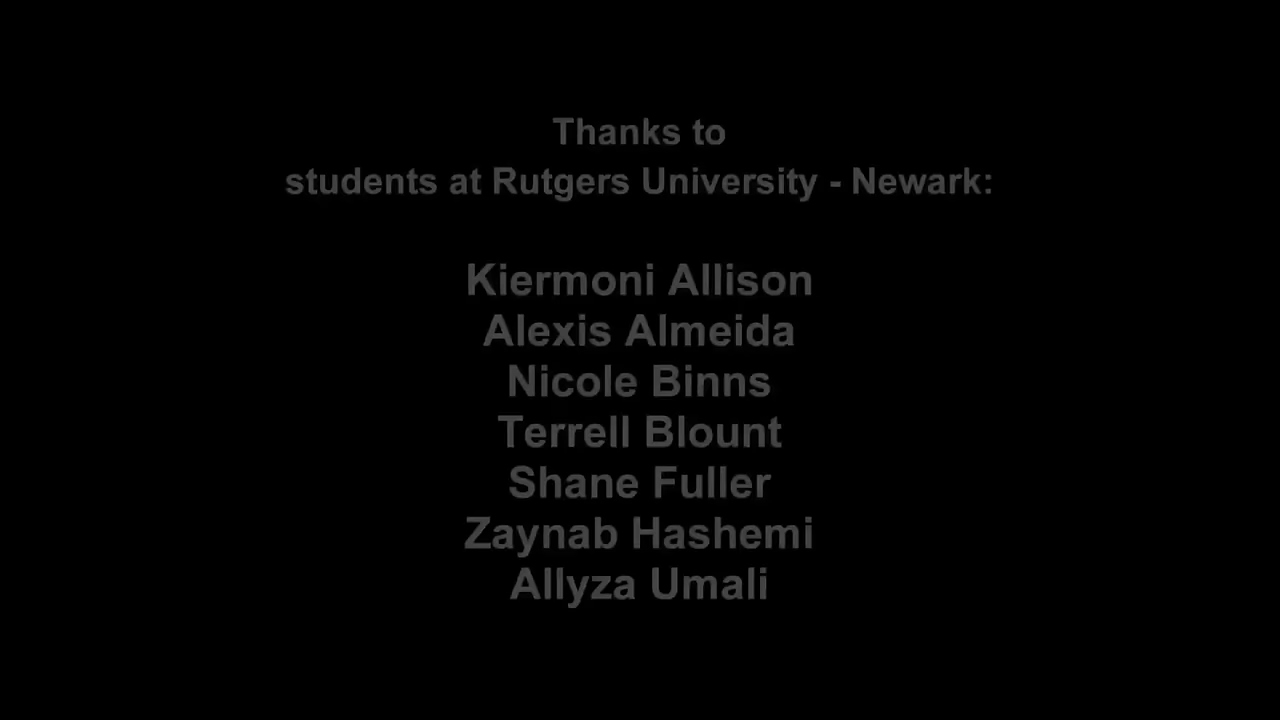 Thanks to
students at Rutgers University - Newark:
Kiermoni Allison
Alexis Almeida
Nicole Binns
Terrell Blount
Shane Fuller
Zaynab Hashemi
Allyza Umali